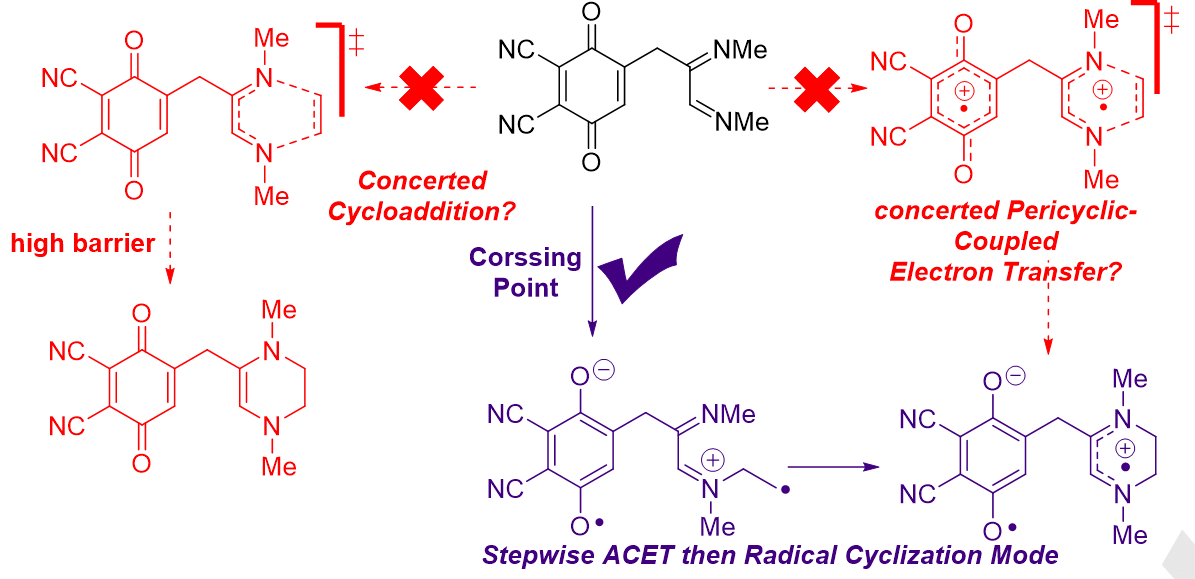 O
NC
NC
O
Me
N
N
Me
‡
high barrier
O
NC
NC
O
Me
N
N
Me
Concerted
Cycloaddition?
O
NC
NC
O
NMe
NMe
Corssing
Point
O
NC
NC
O
Me
N
N
Me
+
•
+
•
‡
concerted Pericyclic-
Coupled
Electron Transfer?
O −
NC
NC
O •
NMe
+
N
Me
•
O −
NC
NC
O •
Me
N
+
•
N
Me
Stepwise ACET then Radical Cyclization Mode